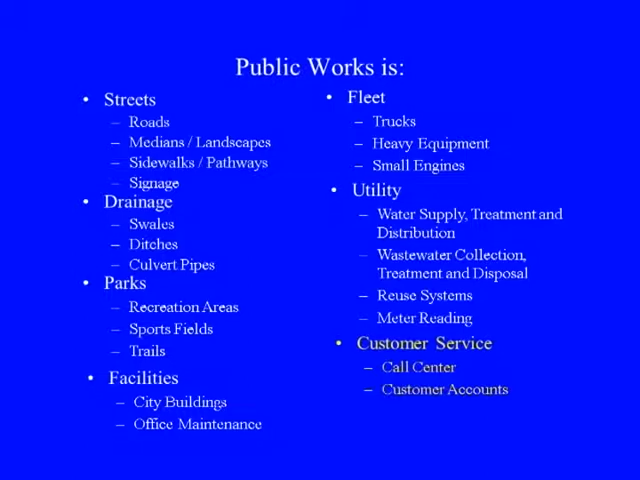 Public Works is:
• Streets
– Roads
– Medians / Landscapes
– Sidewalks / Pathways
– Signage
• Drainage
– Swales
– Ditches
– Culvert Pipes
• Parks
– Recreation Areas
– Sports Fields
– Trails
• Facilities
– City Buildings
– Office Maintenance
• Fleet
– Trucks
– Heavy Equipment
– Small Engines
• Utility
– Water Supply, Treatment and
Distribution
– Wastewater Collection,
Treatment and Disposal
– Reuse Systems
– Meter Reading
• Customer Service
– Call Center
– Customer Accounts